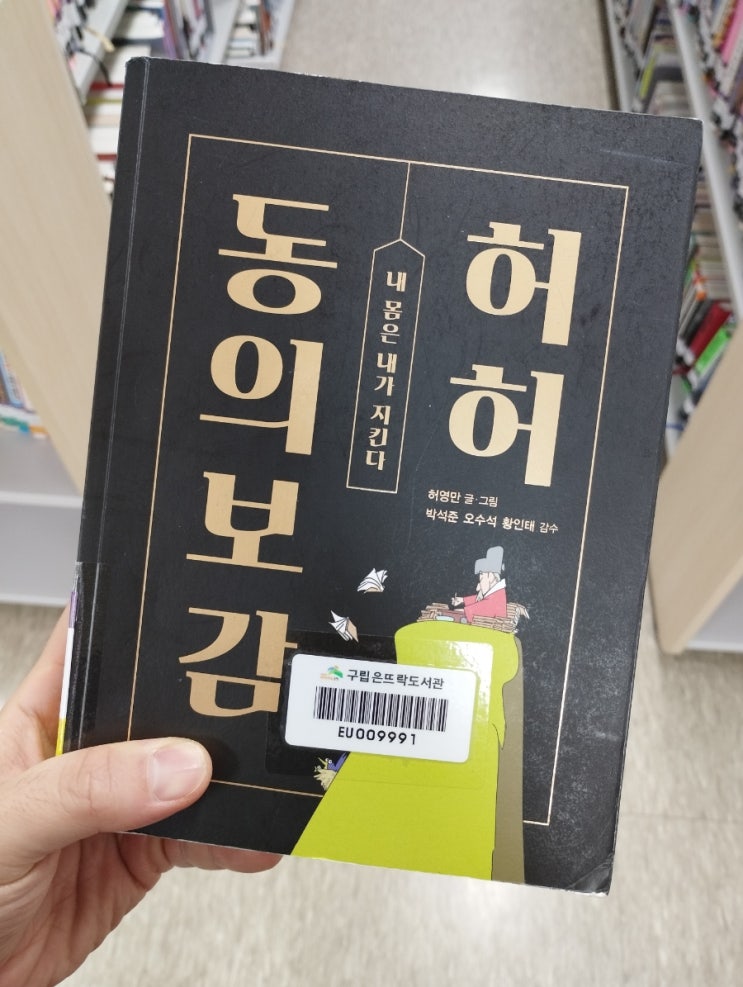 허허
동의보감
내 몸은 내가 지킨다
허영만 글·그림
박석준 오수석 황인태 감수
구립은뜨락도서관
EU009991